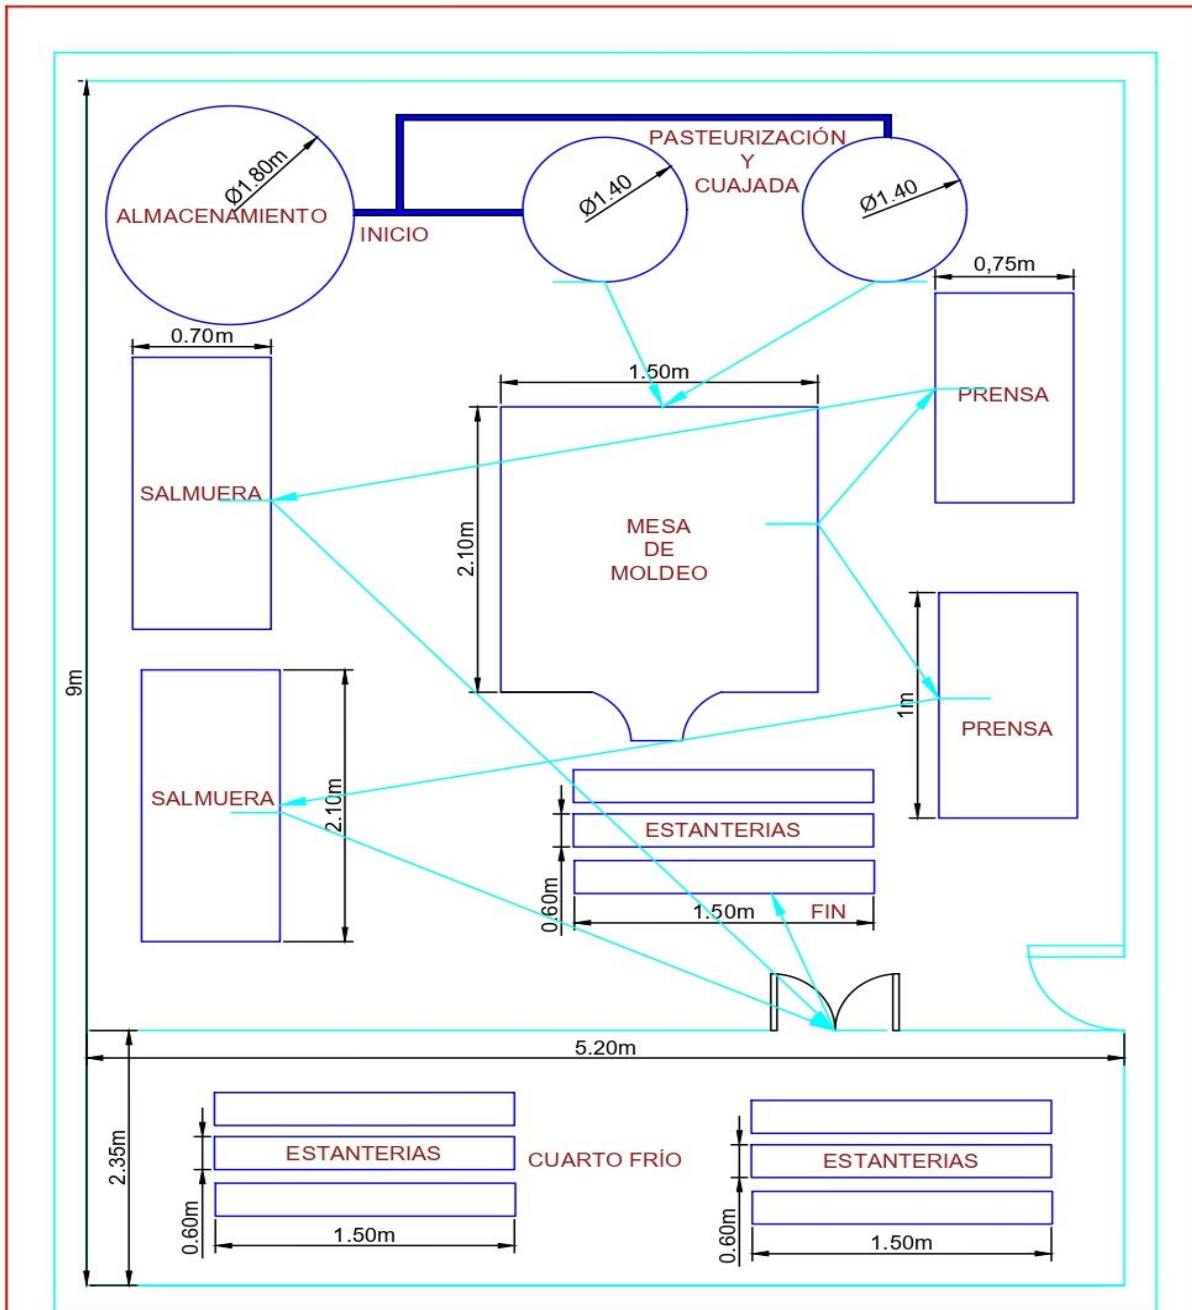 PASTEURIZACIÓN
Y
CUAJADA
Ø1.80m
Ø1.40
Ø1.40
ALMACENAMIENTO
INICIO
0,75m
0.70m
1.50m
PRENSA
SALMUERA
2.10m
MESA
DE
MOLDEO
9m
1m
PRENSA
SALMUERA
2.10m
ESTANTERIAS
0.60m
1.50m
FIN
5.20m
2.35m
ESTANTERIAS
CUARTO FRÍO
ESTANTERIAS
0.60m
1.50m
0.60m
1.50m